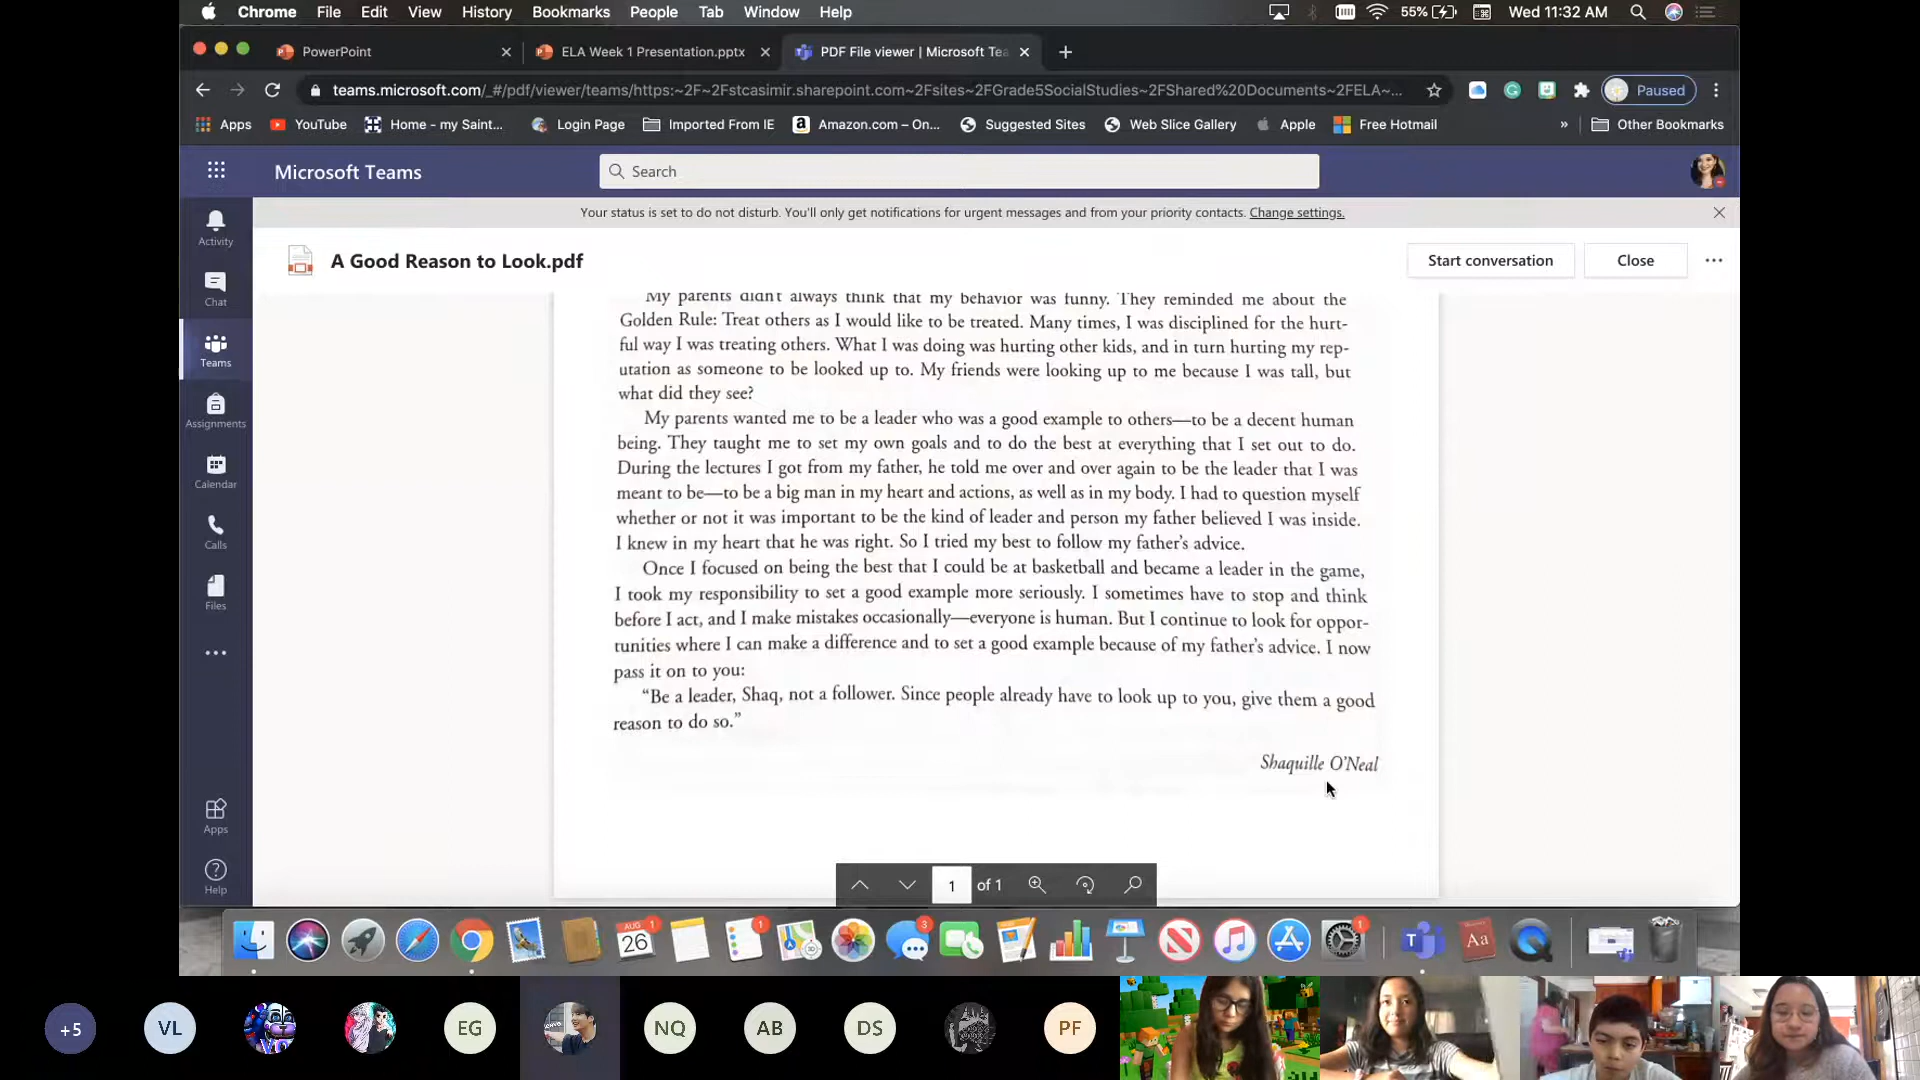 Chrome File Edit View History Bookmarks People Tab Window Help
55%
Wed 11:32 AM
PowerPoint
ELA Week 1 Presentation.pptx
PDF File viewer | Microsoft Tea
teams.microsoft.com/_#/pdf/viewer/teams/https:~2F~2Fstcasimir.sharepoint.com~2Fsites~2FGrade5SocialStudies~2FShared%20Documents~2FELA~...
Paused
Apps YouTube Home - my Saint... Login Page Imported From IE Amazon.com – On... Suggested Sites Web Slice Gallery Apple Free Hotmail » Other Bookmarks
Microsoft Teams
Search
Your status is set to do not disturb. You'll only get notifications for urgent messages and from your priority contacts. Change settings.
Activity
Chat
Teams
Assignments
Calendar
Calls
Files
Apps
Help
A Good Reason to Look.pdf
Start conversation
Close
My parents didn't always think that my behavior was funny. They reminded me about the
Golden Rule: Treat others as I would like to be treated. Many times, I was disciplined for the hurt-
ful way I was treating others. What I was doing was hurting other kids, and in turn hurting my rep-
utation as someone to be looked up to. My friends were looking up to me because I was tall, but
what did they see?
My parents wanted me to be a leader who was a good example to others—to be a decent human
being. They taught me to set my own goals and to do the best at everything that I set out to do.
During the lectures I got from my father, he told me over and over again to be the leader that I was
meant to be—to be a big man in my heart and actions, as well as in my body. I had to question myself
whether or not it was important to be the kind of leader and person my father believed I was inside.
I knew in my heart that he was right. So I tried my best to follow my father's advice.
Once I focused on being the best that I could be at basketball and became a leader in the game,
I took my responsibility to set a good example more seriously. I sometimes have to stop and think
before I act, and I make mistakes occasionally—everyone is human. But I continue to look for oppor-
tunities where I can make a difference and to set a good example because of my father's advice. I now
pass it on to you:
"Be a leader, Shaq, not a follower. Since people already have to look up to you, give them a good
reason to do so."
Shaquille O'Neal
1 of 1
AUG 26
1
1
3
1
Aa
+5
VL
EG
NQ
AB
DS
PF